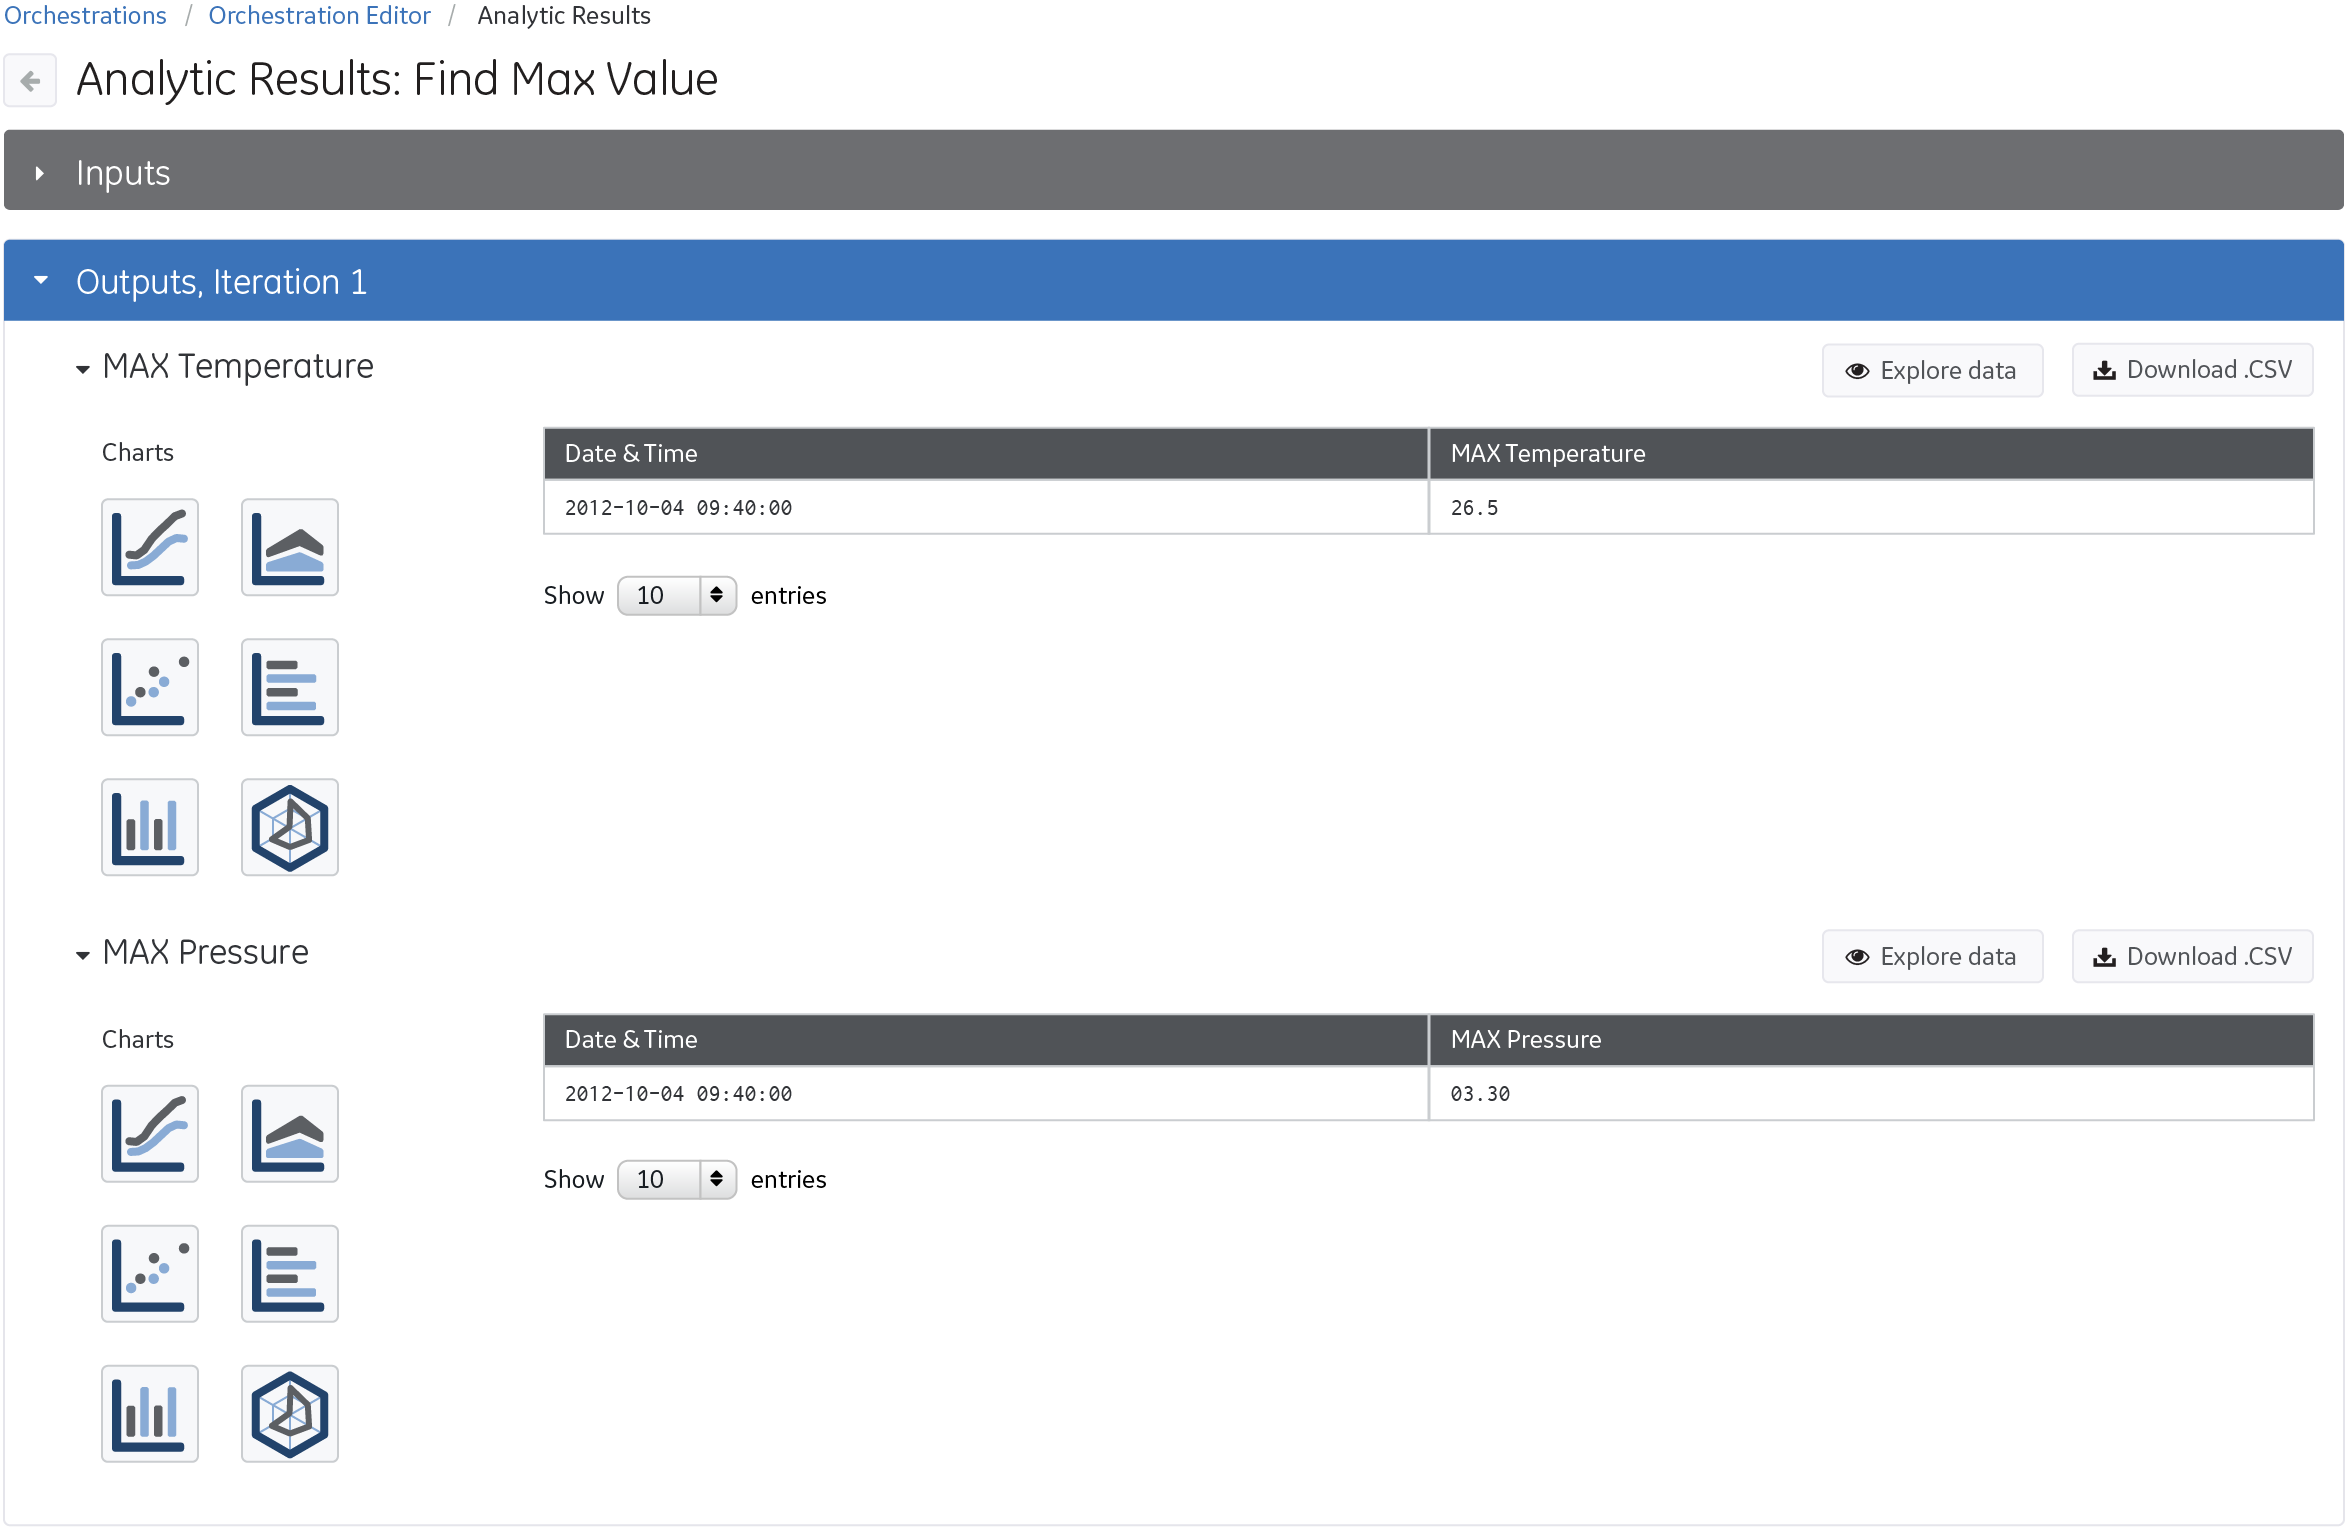 Orchestrations / Orchestration Editor / Analytic Results
Analytic Results: Find Max Value
Inputs
Outputs, Iteration 1
MAX Temperature
Explore data
Download .CSV
Charts
Date & Time
MAX Temperature
2012-10-04 09:40:00
26.5
Show 10 entries
MAX Pressure
Explore data
Download .CSV
Charts
Date & Time
MAX Pressure
2012-10-04 09:40:00
03.30
Show 10 entries